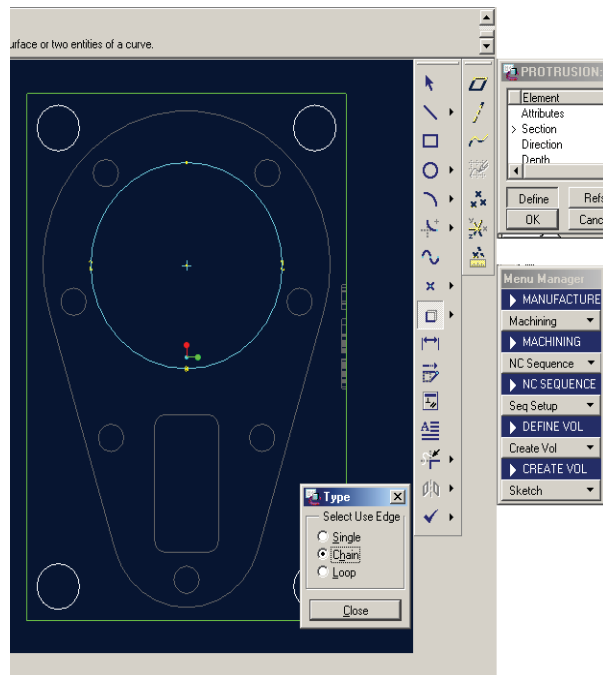 urface or two entities of a curve.
PROTRUSION:
Element
Attributes
> Section
Direction
Depth
Define Refs
OK Canc
Menu Manager
MANUFACTURE
Machining
MACHINING
NC Sequence
NC SEQUENCE
Seq Setup
DEFINE VOL
Create Vol
CREATE VOL
Sketch
Type
Select Use Edge
Single
Chain
Loop
Close